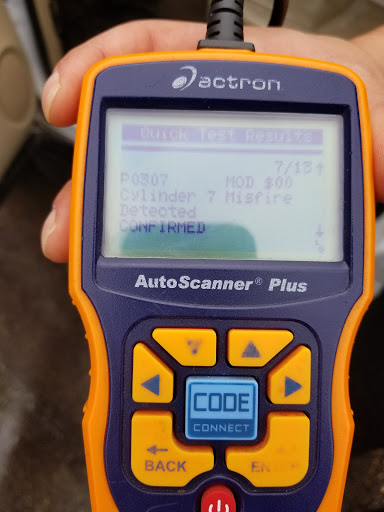 actron
Quick Test Results
7/13↑
P0307 MOD $00
Cylinder 7 Misfire
Detected
CONFIRMED ↓
AutoScanner® Plus
CODE
CONNECT
BACK
ENTER